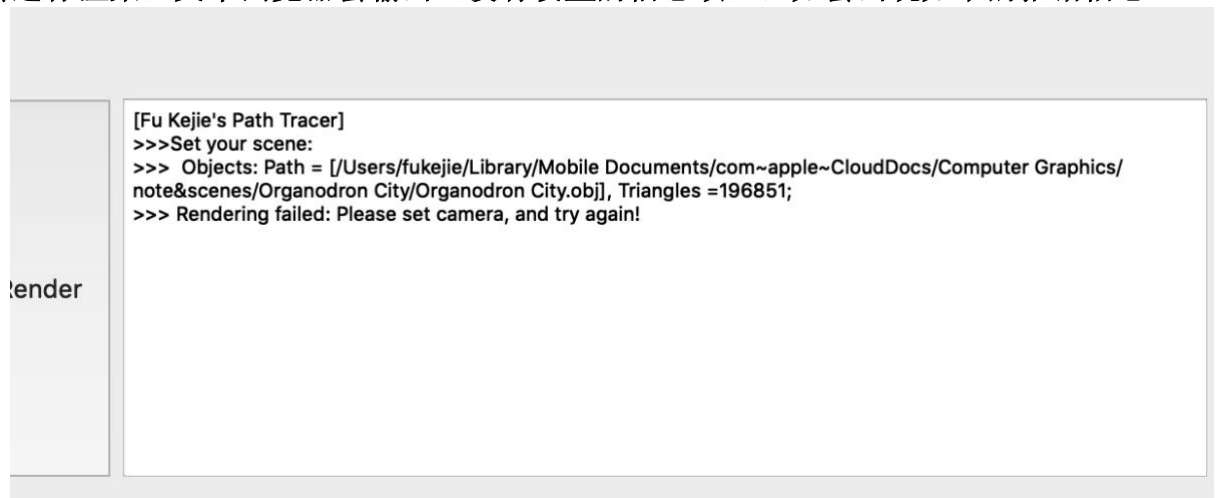 [Fu Kejie's Path Tracer]
>>>Set your scene:
>>>  Objects: Path = [/Users/fukejie/Library/Mobile Documents/com~apple~CloudDocs/Computer Graphics/
note&scenes/Organodron City/Organodron City.obj], Triangles =196851;
>>> Rendering failed: Please set camera, and try again!
ender